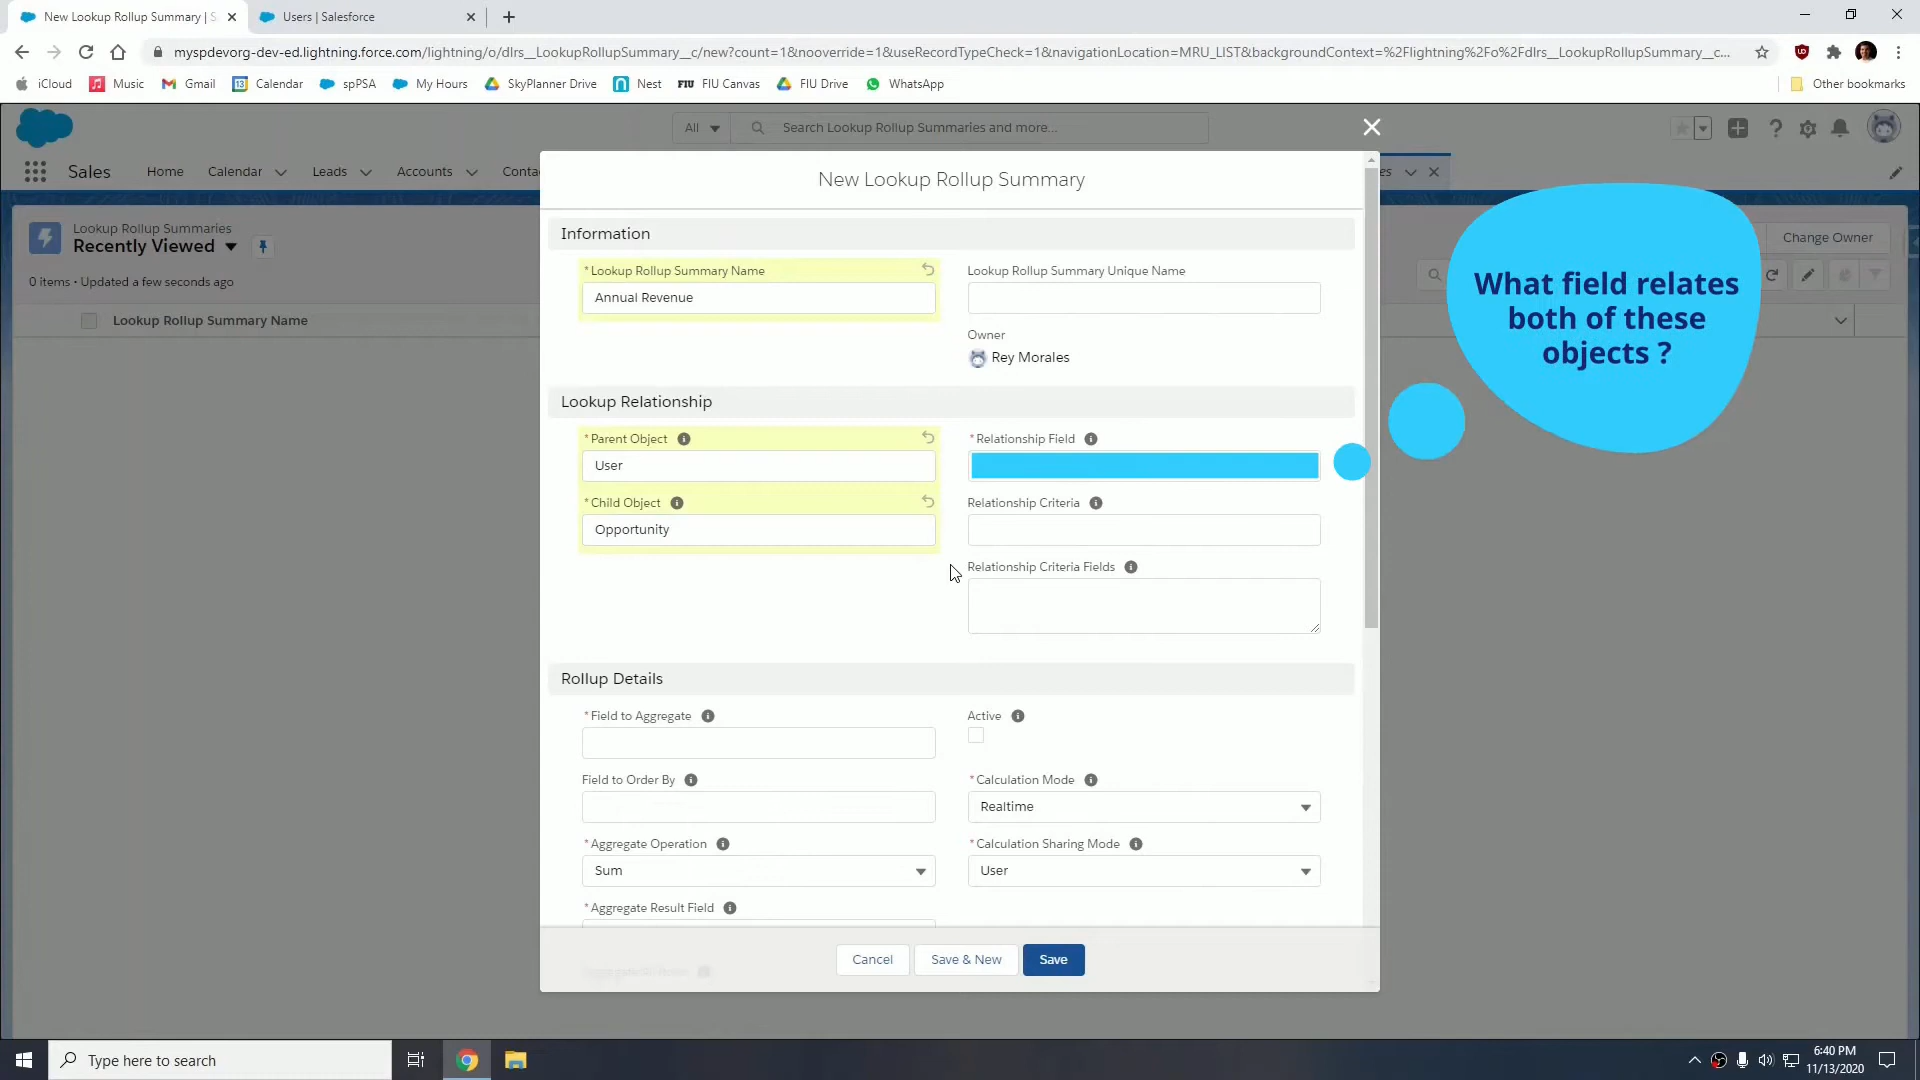 New Lookup Rollup Summary | S
Users | Salesforce
myspdevorg-dev-ed.lightning.force.com/lightning/o/dlrs__LookupRollupSummary__c/new?count=1&nooverride=1&useRecordTypeCheck=1&navigationLocation=MRU_LIST&backgroundContext=%2Flightning%2Fo%2Fdlrs__LookupRollupSummary__c...
iCloud
Music
Gmail
Calendar
spPSA
My Hours
SkyPlanner Drive
Nest
FIU FIU Canvas
FIU Drive
WhatsApp
Other bookmarks
All
Search Lookup Rollup Summaries and more...
Sales
Home
Calendar
Leads
Accounts
Conta
es
Lookup Rollup Summaries
Recently Viewed
0 items • Updated a few seconds ago
Change Owner
Lookup Rollup Summary Name
New Lookup Rollup Summary
Information
*Lookup Rollup Summary Name
Annual Revenue
Lookup Rollup Summary Unique Name
Owner
Rey Morales
Lookup Relationship
*Parent Object
User
*Relationship Field
*Child Object
Opportunity
Relationship Criteria
Relationship Criteria Fields
Rollup Details
*Field to Aggregate
Active
Field to Order By
*Calculation Mode
Realtime
*Aggregate Operation
Sum
*Calculation Sharing Mode
User
*Aggregate Result Field
Cancel
Save & New
Save
What field relates
both of these
objects ?
Type here to search
6:40 PM
11/13/2020